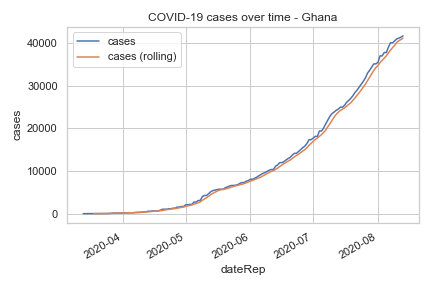 COVID-19 cases over time - Ghana
cases
cases (rolling)
40000
30000
20000
10000
0
cases
2020-04
2020-05
2020-06
2020-07
2020-08
dateRep